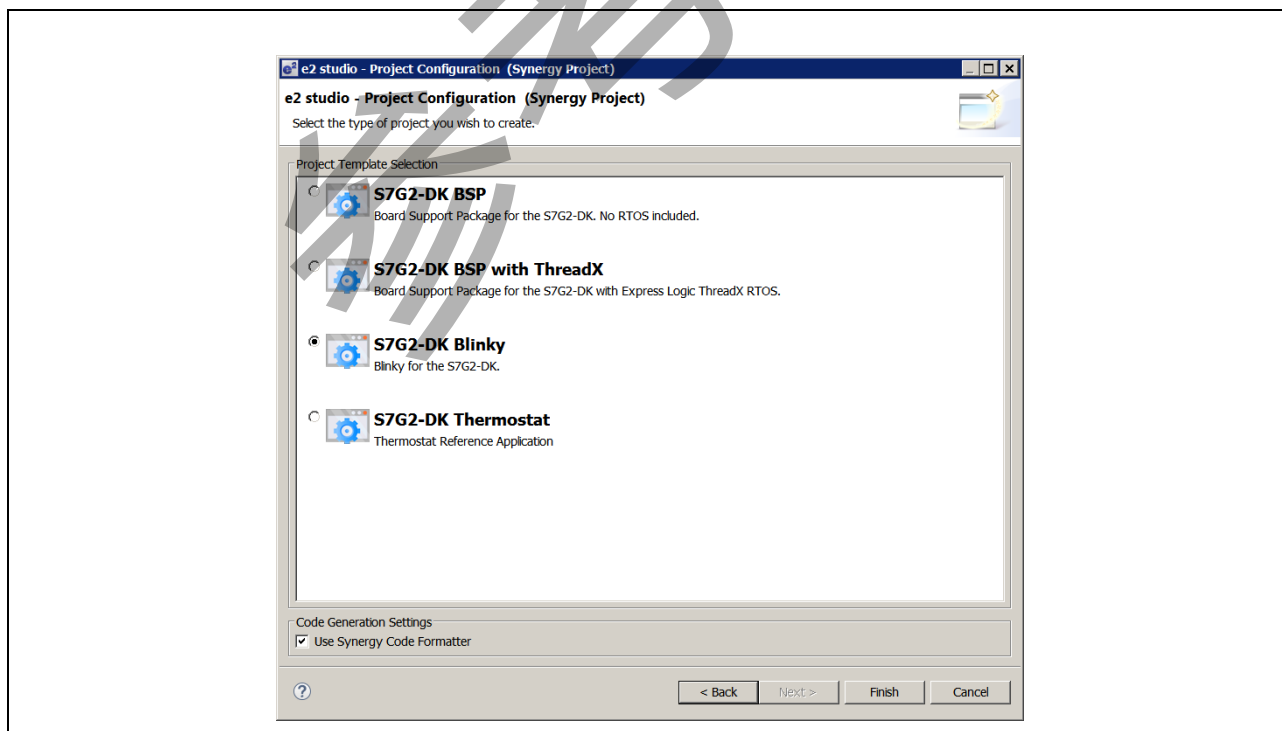 e2 studio - Project Configuration (Synergy Project)
e2 studio - Project Configuration (Synergy Project)
Select the type of project you wish to create.
Project Template Selection
S7G2-DK BSP
Board Support Package for the S7G2-DK. No RTOS included.
S7G2-DK BSP with ThreadX
Board Support Package for the S7G2-DK with Express Logic ThreadX RTOS.
S7G2-DK Blinky
Blinky for the S7G2-DK.
S7G2-DK Thermostat
Thermostat Reference Application
Code Generation Settings
Use Synergy Code Formatter
? < Back Next > Finish Cancel